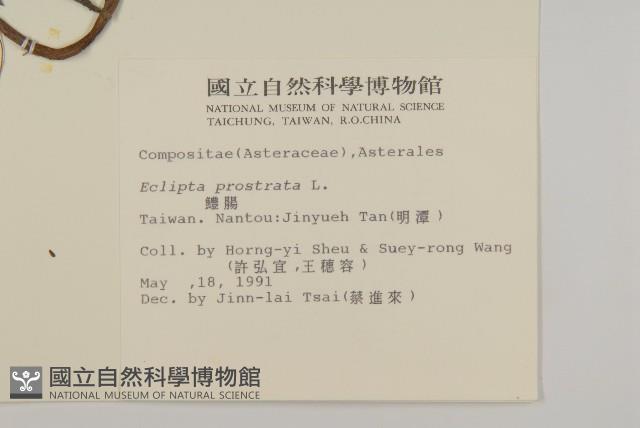 國立自然科學博物館
NATIONAL MUSEUM OF NATURAL SCIENCE
TAICHUNG, TAIWAN, R.O.CHINA
Compositae(Asteraceae),Asterales
Eclipta prostrata L.
鱧腸
Taiwan. Nantou:Jinyueh Tan(明潭)
Coll. by Horng-yi Sheu & Suey-rong Wang
(許弘宜,王穗容)
May ,18, 1991
Dec. by Jinn-lai Tsai(蔡進來)
國立自然科學博物館
NATIONAL MUSEUM OF NATURAL SCIENCE